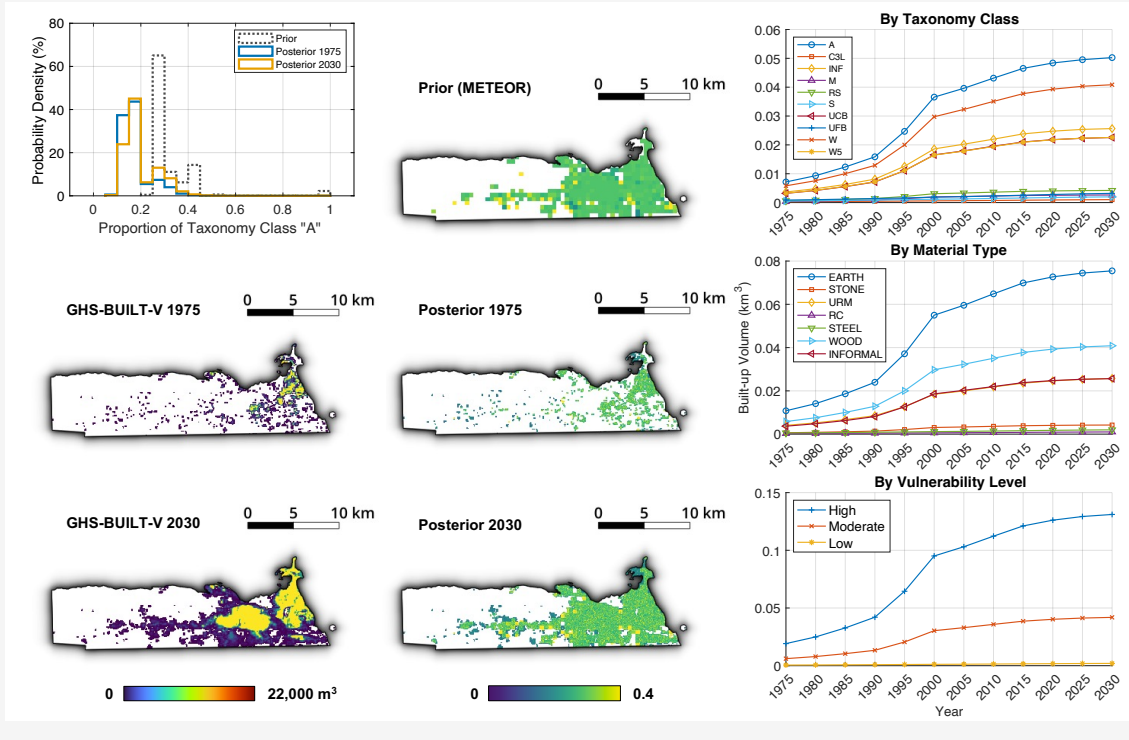 80
60
40
20
0
Probability Density (%)
0 0.2 0.4 0.6 0.8 1
Proportion of Taxonomy Class "A"
Prior
Posterior 1975
Posterior 2030
Prior (METEOR)
0 5 10 km
GHS-BUILT-V 1975
0 5 10 km
Posterior 1975
0 5 10 km
GHS-BUILT-V 2030
0 5 10 km
Posterior 2030
0 5 10 km
0 22,000 m³
0 0.4
By Taxonomy Class
0.06
0.05
0.04
0.03
0.02
0.01
0
A
C3L
INF
M
RS
S
UCB
UFB
W
W5
1975 1980 1985 1990 1995 2000 2005 2010 2015 2020 2025 2030
By Material Type
0.08
0.06
0.04
0.02
0
Built-up Volume (km³)
EARTH
STONE
URM
RC
STEEL
WOOD
INFORMAL
1975 1980 1985 1990 1995 2000 2005 2010 2015 2020 2025 2030
By Vulnerability Level
0.15
0.1
0.05
0
High
Moderate
Low
1975 1980 1985 1990 1995 2000 2005 2010 2015 2020 2025 2030
Year